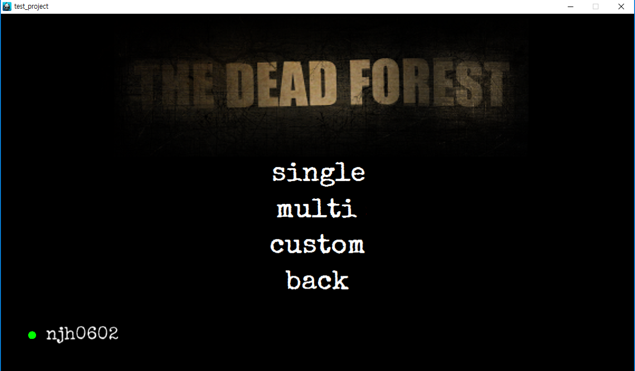 test_project
THE DEAD FOREST
single
multi
custom
back
njh0602